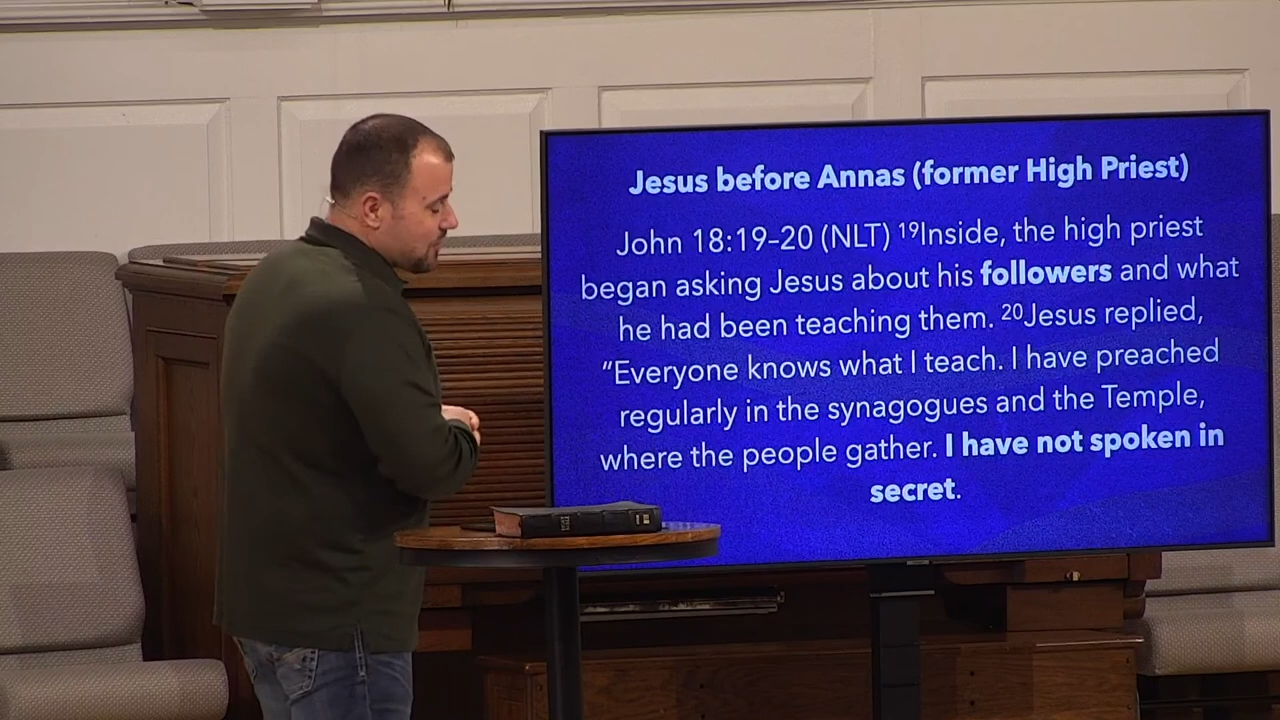 Jesus before Annas (former High Priest)
John 18:19–20 (NLT) ¹⁹Inside, the high priest
began asking Jesus about his followers and what
he had been teaching them. ²⁰Jesus replied,
“Everyone knows what I teach. I have preached
regularly in the synagogues and the Temple,
where the people gather. I have not spoken in
secret.
HOLY BIBLE